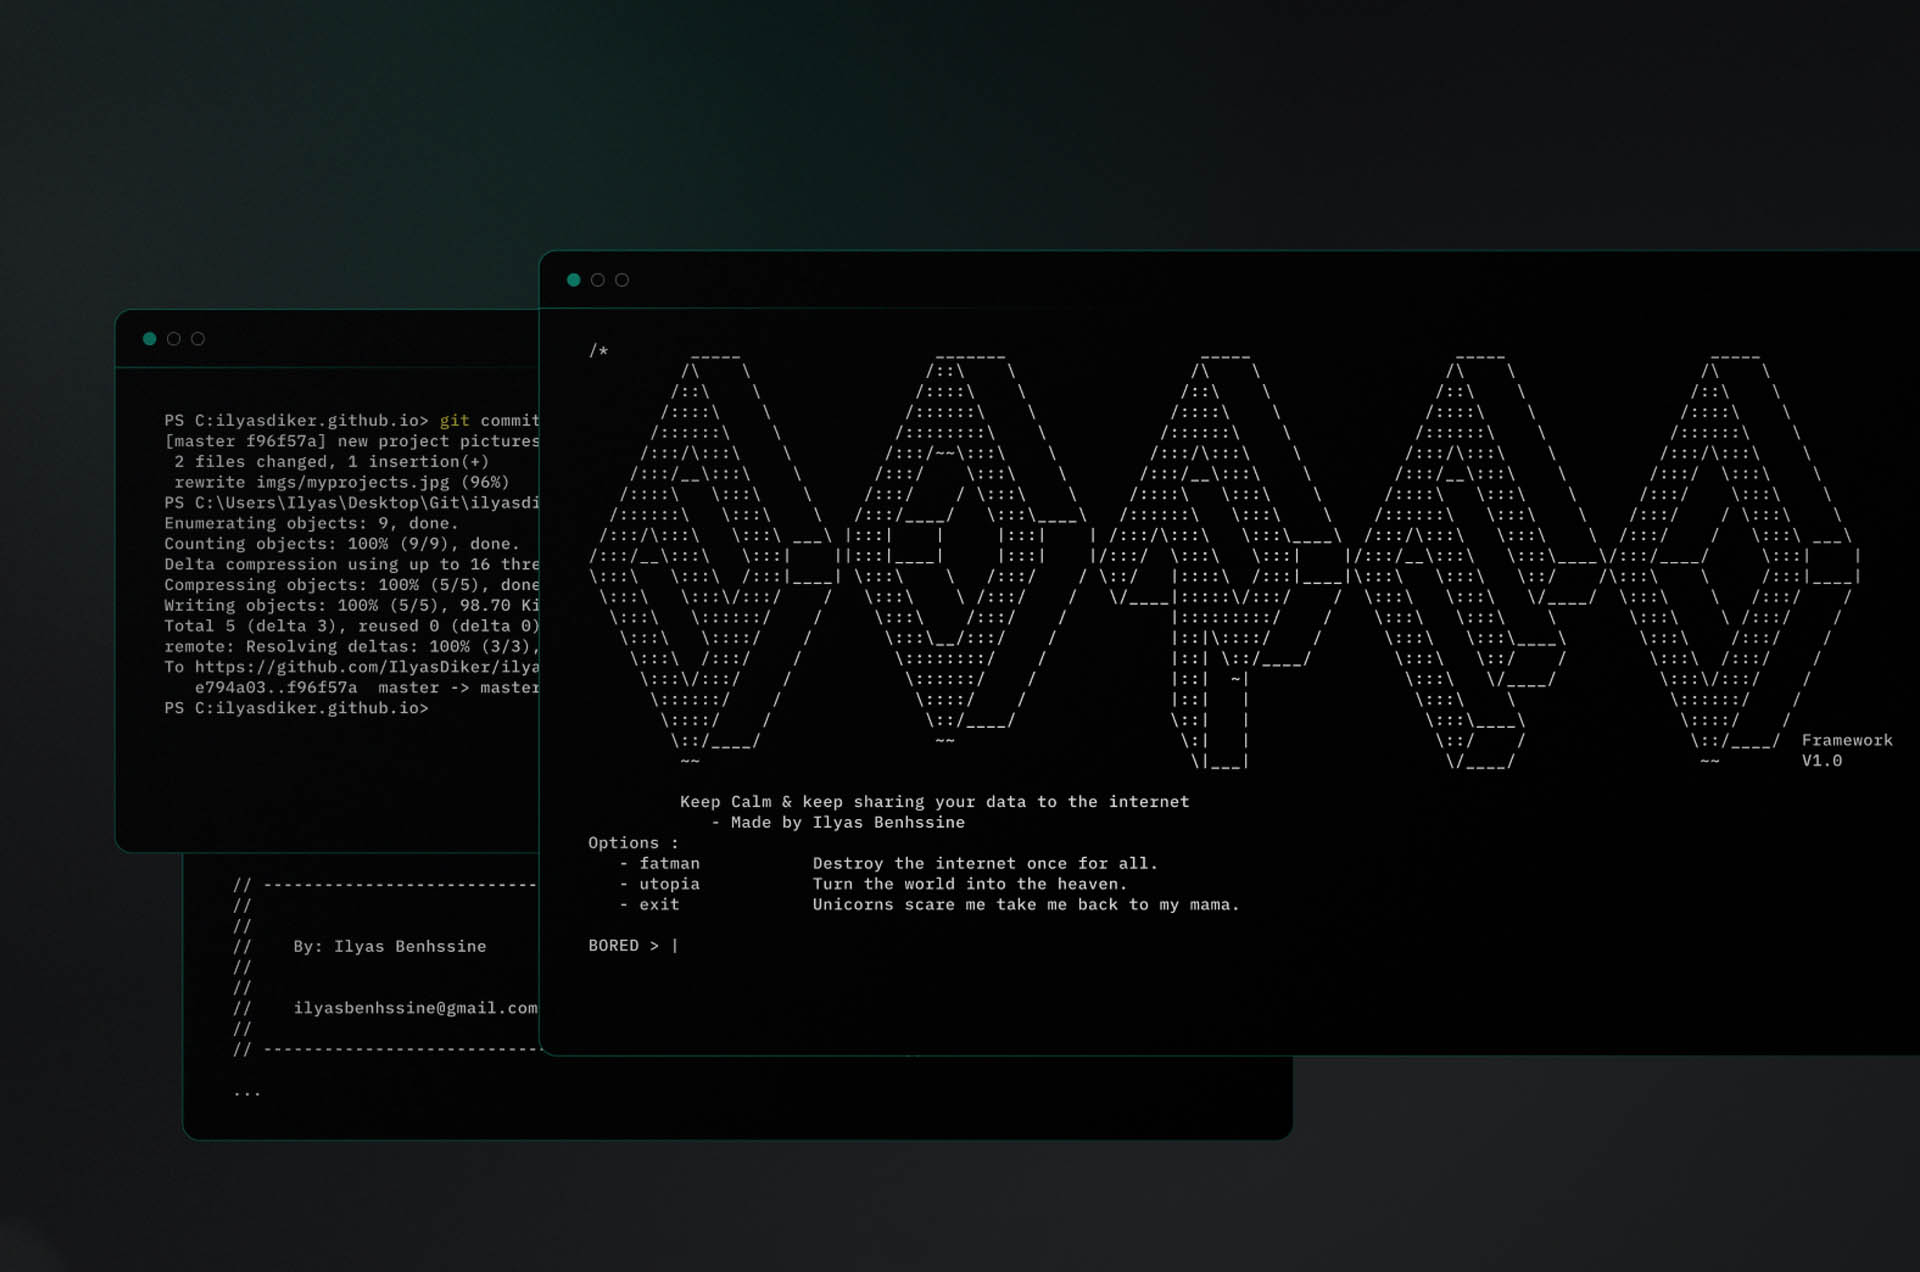 PS C:ilyasdiker.github.io> git commit
[master f96f57a] new project pictures
2 files changed, 1 insertion(+)
rewrite imgs/myprojects.jpg (96%)
PS C:\Users\Ilyas\Desktop\Git\ilyasdi
Enumerating objects: 9, done.
Counting objects: 100% (9/9), done.
Delta compression using up to 16 thre
Compressing objects: 100% (5/5), done
Writing objects: 100% (5/5), 98.70 Ki
Total 5 (delta 3), reused 0 (delta 0)
remote: Resolving deltas: 100% (3/3),
To https://github.com/IlyasDiker/ilya
e794a03..f96f57a  master -> master
PS C:ilyasdiker.github.io>
/*
Framework
V1.0
Keep Calm & keep sharing your data to the internet
- Made by Ilyas Benhssine
Options :
- fatman Destroy the internet once for all.
- utopia Turn the world into the heaven.
- exit Unicorns scare me take me back to my mama.
BORED > |
// ---------------------------
//
//
// By: Ilyas Benhssine
//
//
// ilyasbenhssine@gmail.com
//
// ---------------------------
...